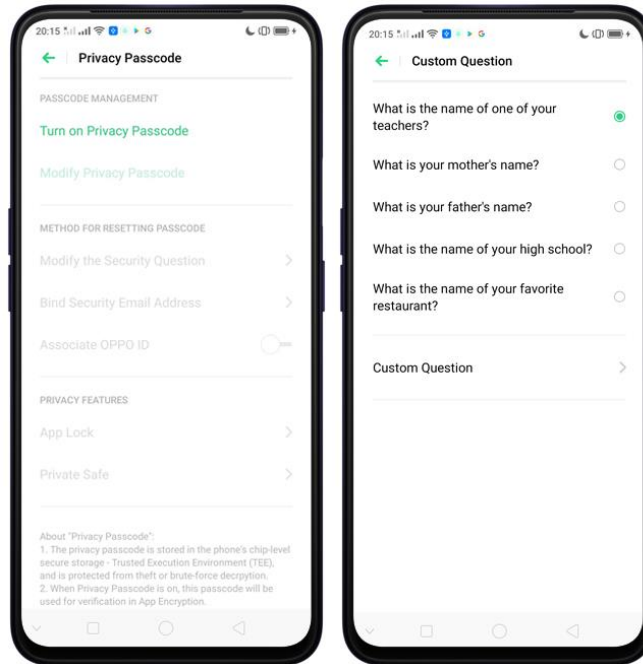 20:15
Privacy Passcode
PASSCODE MANAGEMENT
Turn on Privacy Passcode
Modify Privacy Passcode
METHOD FOR RESETTING PASSCODE
Modify the Security Question
Bind Security Email Address
Associate OPPO ID
PRIVACY FEATURES
App Lock
Private Safe
About "Privacy Passcode":
1. The privacy passcode is stored in the phone's chip-level
secure storage - Trusted Execution Environment (TEE),
and is protected from theft or brute-force decrpytion.
2. When Privacy Passcode is on, this passcode will be
used for verification in App Encryption.
20:15
Custom Question
What is the name of one of your
teachers?
What is your mother's name?
What is your father's name?
What is the name of your high school?
What is the name of your favorite
restaurant?
Custom Question